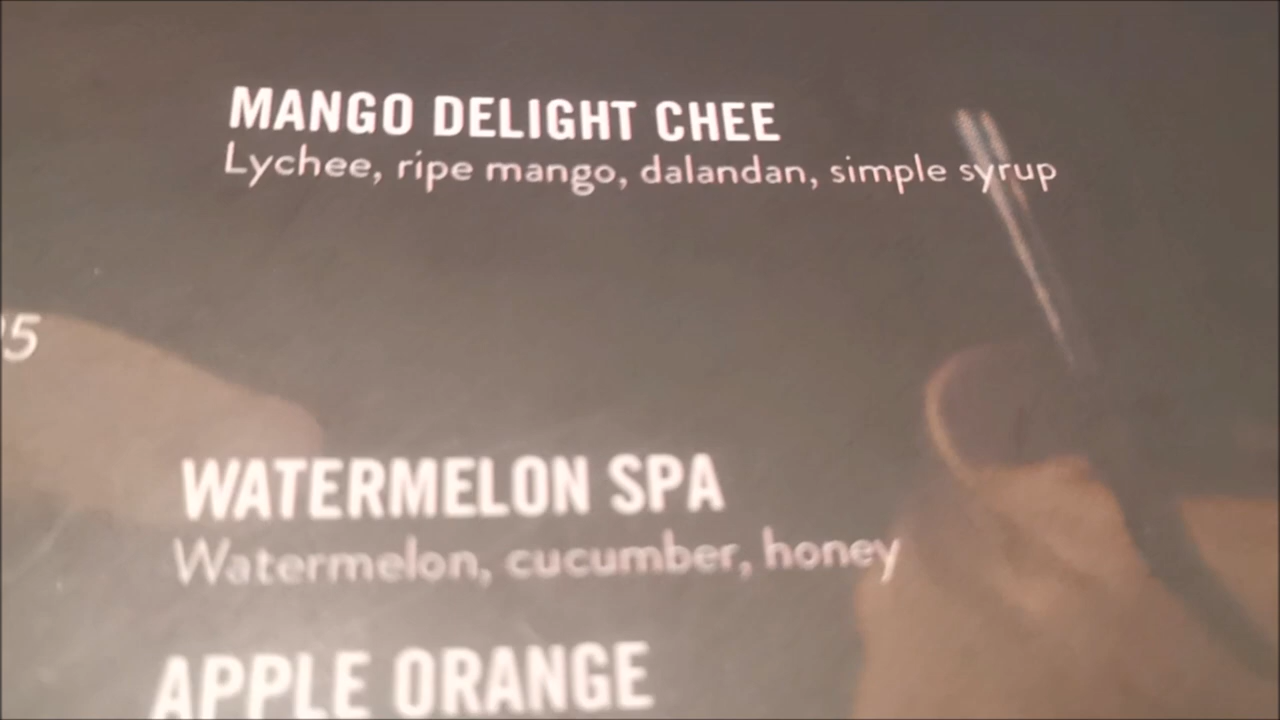 MANGO DELIGHT CHEE
Lychee, ripe mango, dalandan, simple syrup
WATERMELON SPA
Watermelon, cucumber, honey
APPLE ORANGE